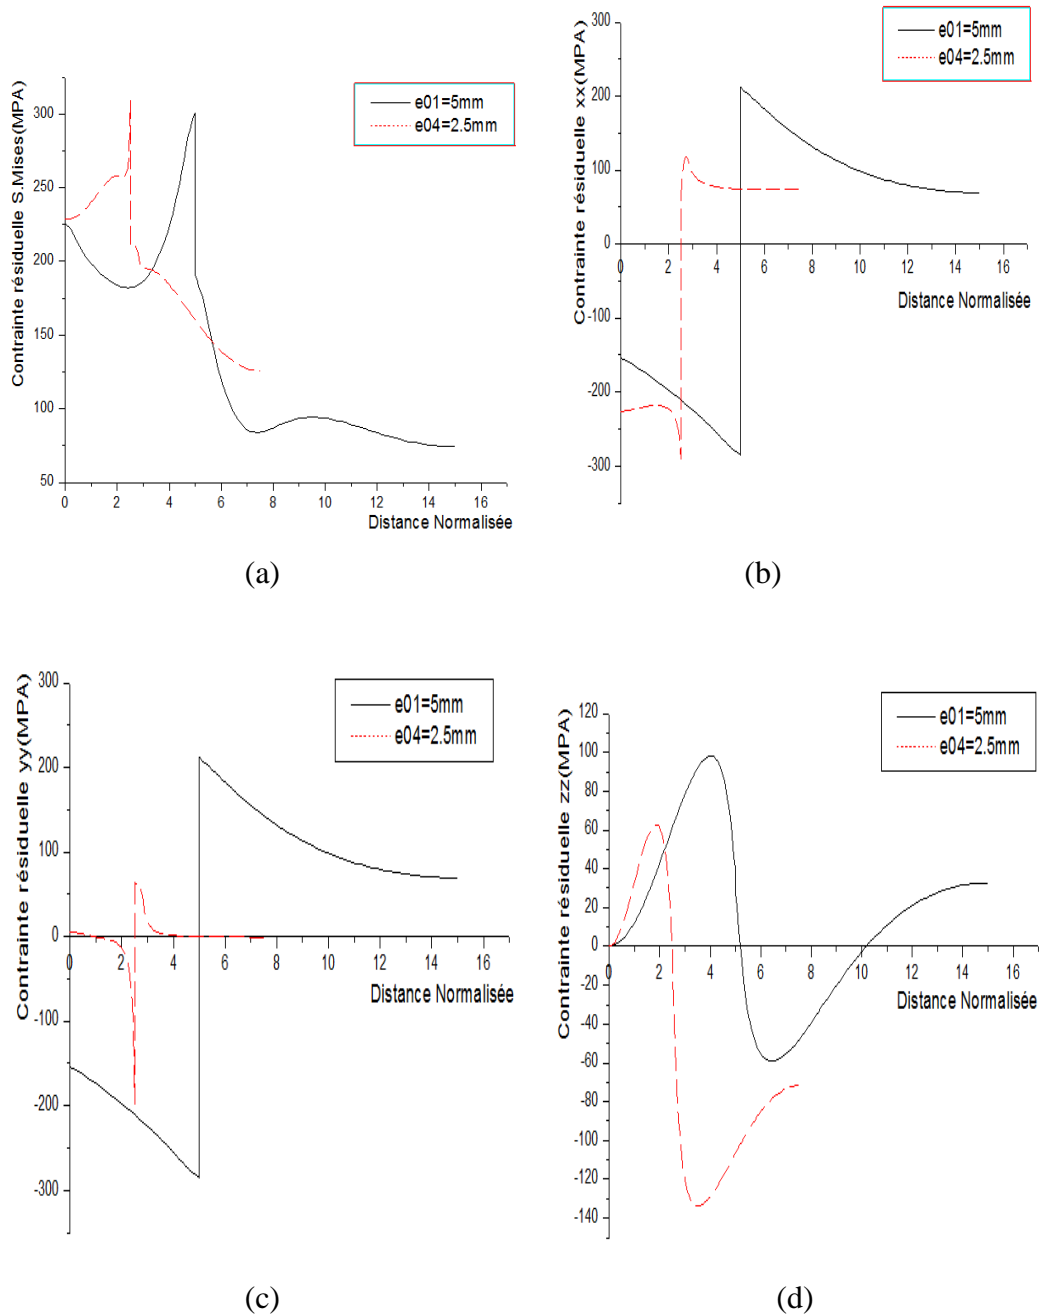 Contrainte résiduelle S.Mises(MPA)
300
250
200
150
100
50
0 2 4 6 8 10 12 14 16
Distance Normalisée
e01=5mm
e04=2.5mm
(a)
Contrainte résiduelle xx(MPA)
300
200
100
0
-100
-200
-300
0 2 4 6 8 10 12 14 16
Distance Normalisée
e01=5mm
e04=2.5mm
(b)
Contrainte résiduelle yy(MPA)
300
200
100
0
-100
-200
-300
0 2 4 6 8 10 12 14 16
Distance Normalisée
e01=5mm
e04=2.5mm
(c)
Contrainte résiduelle zz(MPA)
120
100
80
60
40
20
0
-20
-40
-60
-80
-100
-120
-140
0 2 4 6 8 10 12 14 16
Distance Normalisée
e01=5mm
e04=2.5mm
(d)